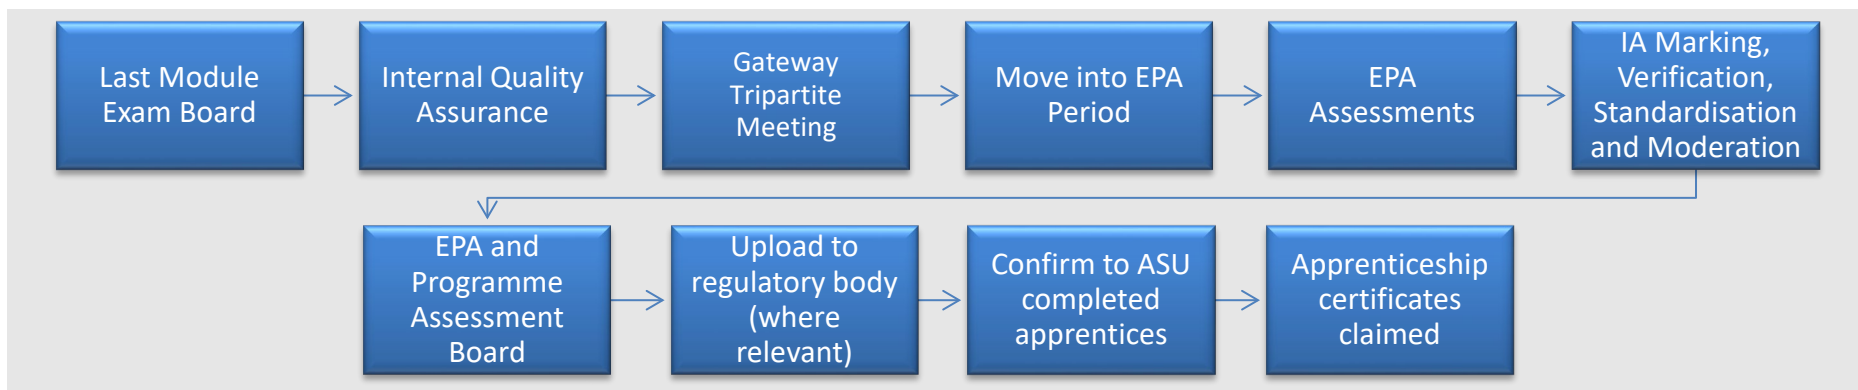 Last Module
Exam Board
Internal Quality
Assurance
Gateway
Tripartite
Meeting
Move into EPA
Period
EPA
Assessments
IA Marking,
Verification,
Standardisation
and Moderation
EPA and
Programme
Assessment
Board
Upload to
regulatory body
(where
relevant)
Confirm to ASU
completed
apprentices
Apprenticeship
certificates
claimed